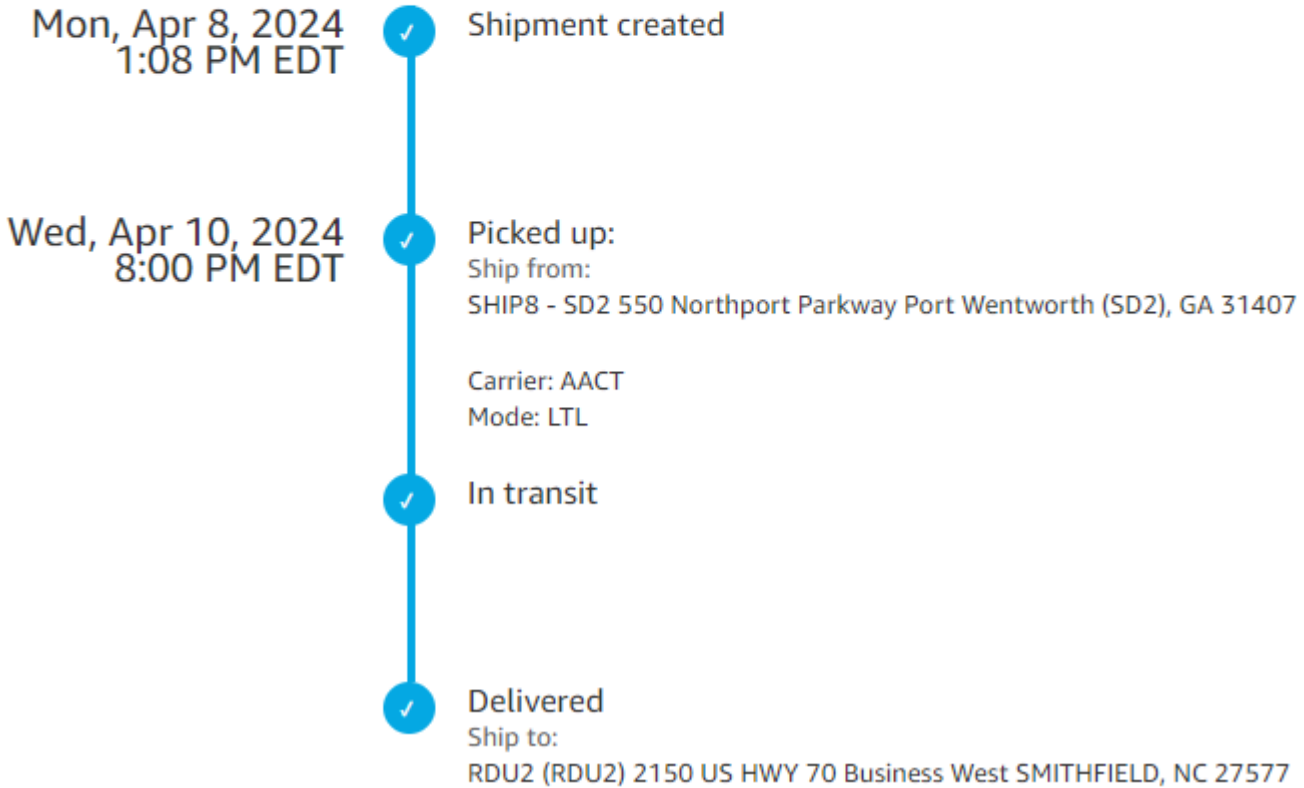 Mon, Apr 8, 2024
1:08 PM EDT
Shipment created
Wed, Apr 10, 2024
8:00 PM EDT
Picked up:
Ship from:
SHIP8 - SD2 550 Northport Parkway Port Wentworth (SD2), GA 31407
Carrier: AACT
Mode: LTL
In transit
Delivered
Ship to:
RDU2 (RDU2) 2150 US HWY 70 Business West SMITHFIELD, NC 27577